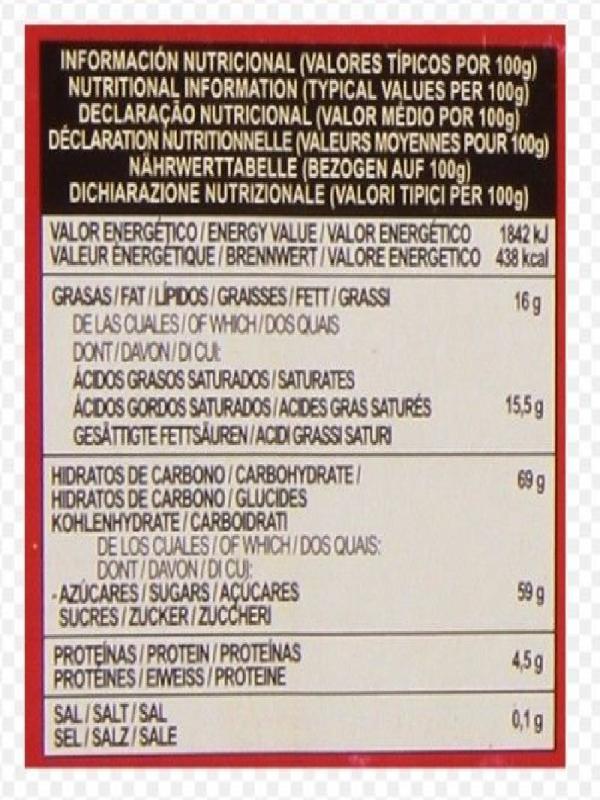 INFORMACIÓN NUTRICIONAL (VALORES TÍPICOS POR 100g)
NUTRITIONAL INFORMATION (TYPICAL VALUES PER 100g)
DECLARAÇÃO NUTRICIONAL (VALOR MÉDIO POR 100g)
DÉCLARATION NUTRITIONNELLE (VALEURS MOYENNES POUR 100g)
NÄHRWERTTABELLE (BEZOGEN AUF 100g)
DICHIARAZIONE NUTRIZIONALE (VALORI TIPICI PER 100g)
VALOR ENERGÉTICO / ENERGY VALUE / VALOR ENERGÉTICO 1842 kJ
VALEUR ÉNERGÉTIQUE / BRENNWERT / VALORE ENERGETICO 438 kcal
GRASAS / FAT / LÍPIDOS / GRAISSES / FETT / GRASSI 16 g
DE LAS CUALES / OF WHICH / DOS QUAIS
DONT / DAVON / DI CUI:
ÁCIDOS GRASOS SATURADOS / SATURATES
ÁCIDOS GORDOS SATURADOS / ACIDES GRAS SATURÉS 15,5 g
GESÄTTIGTE FETTSÄUREN / ACIDI GRASSI SATURI
HIDRATOS DE CARBONO / CARBOHYDRATE / 69 g
HIDRATOS DE CARBONO / GLUCIDES
KOHLENHYDRATE / CARBOIDRATI
DE LOS CUALES / OF WHICH / DOS QUAIS:
DONT / DAVON / DI CUI:
- AZÚCARES / SUGARS / AÇÚCARES 59 g
SUCRES / ZUCKER / ZUCCHERI
PROTEÍNAS / PROTEIN / PROTEÍNAS 4,5 g
PROTÉINES / EIWEISS / PROTEINE
SAL / SALT / SAL 0,1 g
SEL / SALZ / SALE